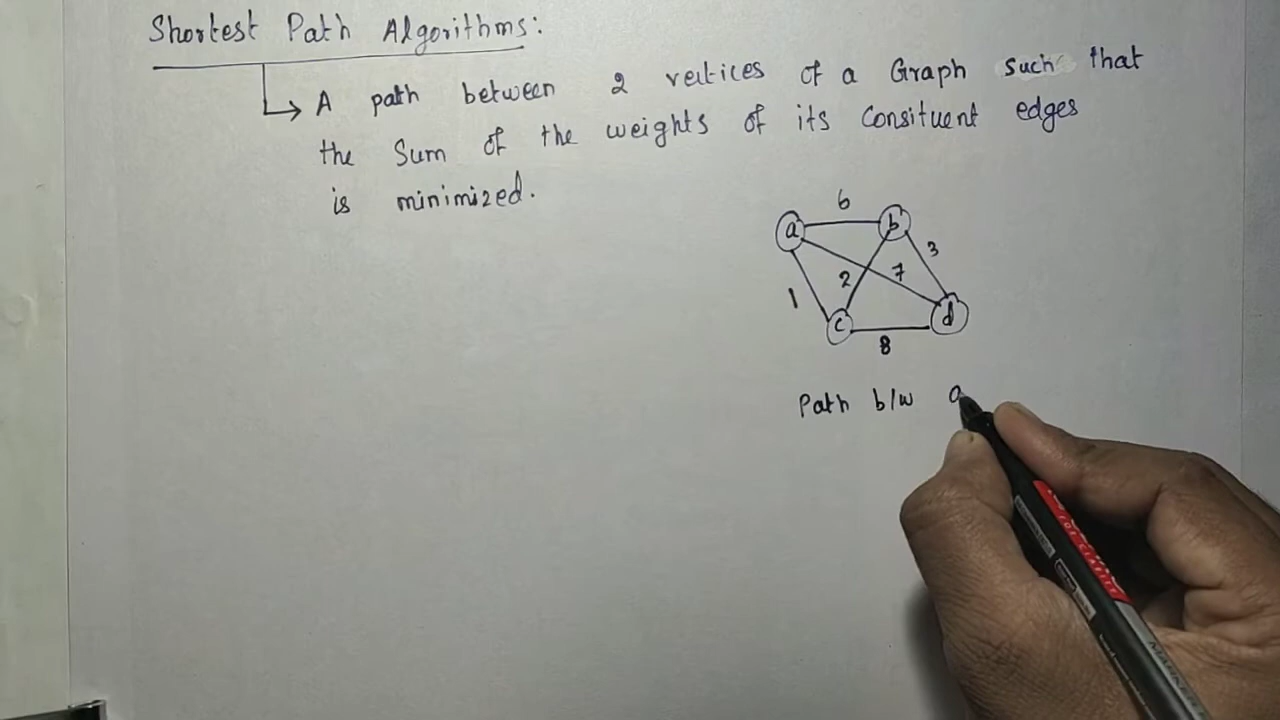 Shortest Path Algorithms:
A path between 2 vertices of a Graph such that
the Sum of the weights of its Consituent edges
is minimized.
6
a b
3
2 7
1
c d
8
Path b/w a